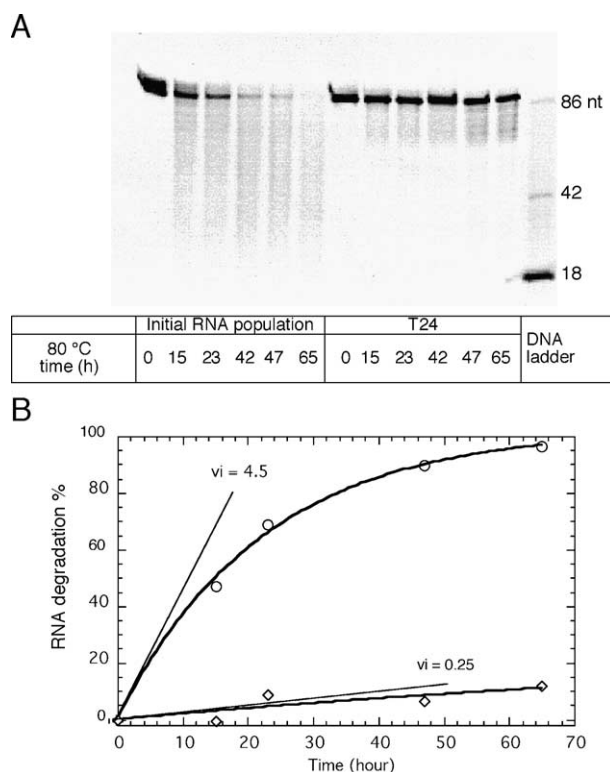 A
86 nt
42
18
Initial RNA population T24 DNA ladder
80 °C time (h) 0 15 23 42 47 65 0 15 23 42 47 65
B
100
vi = 4.5
80
RNA degradation %
60
40
20
vi = 0.25
0
0 10 20 30 40 50 60 70
Time (hour)